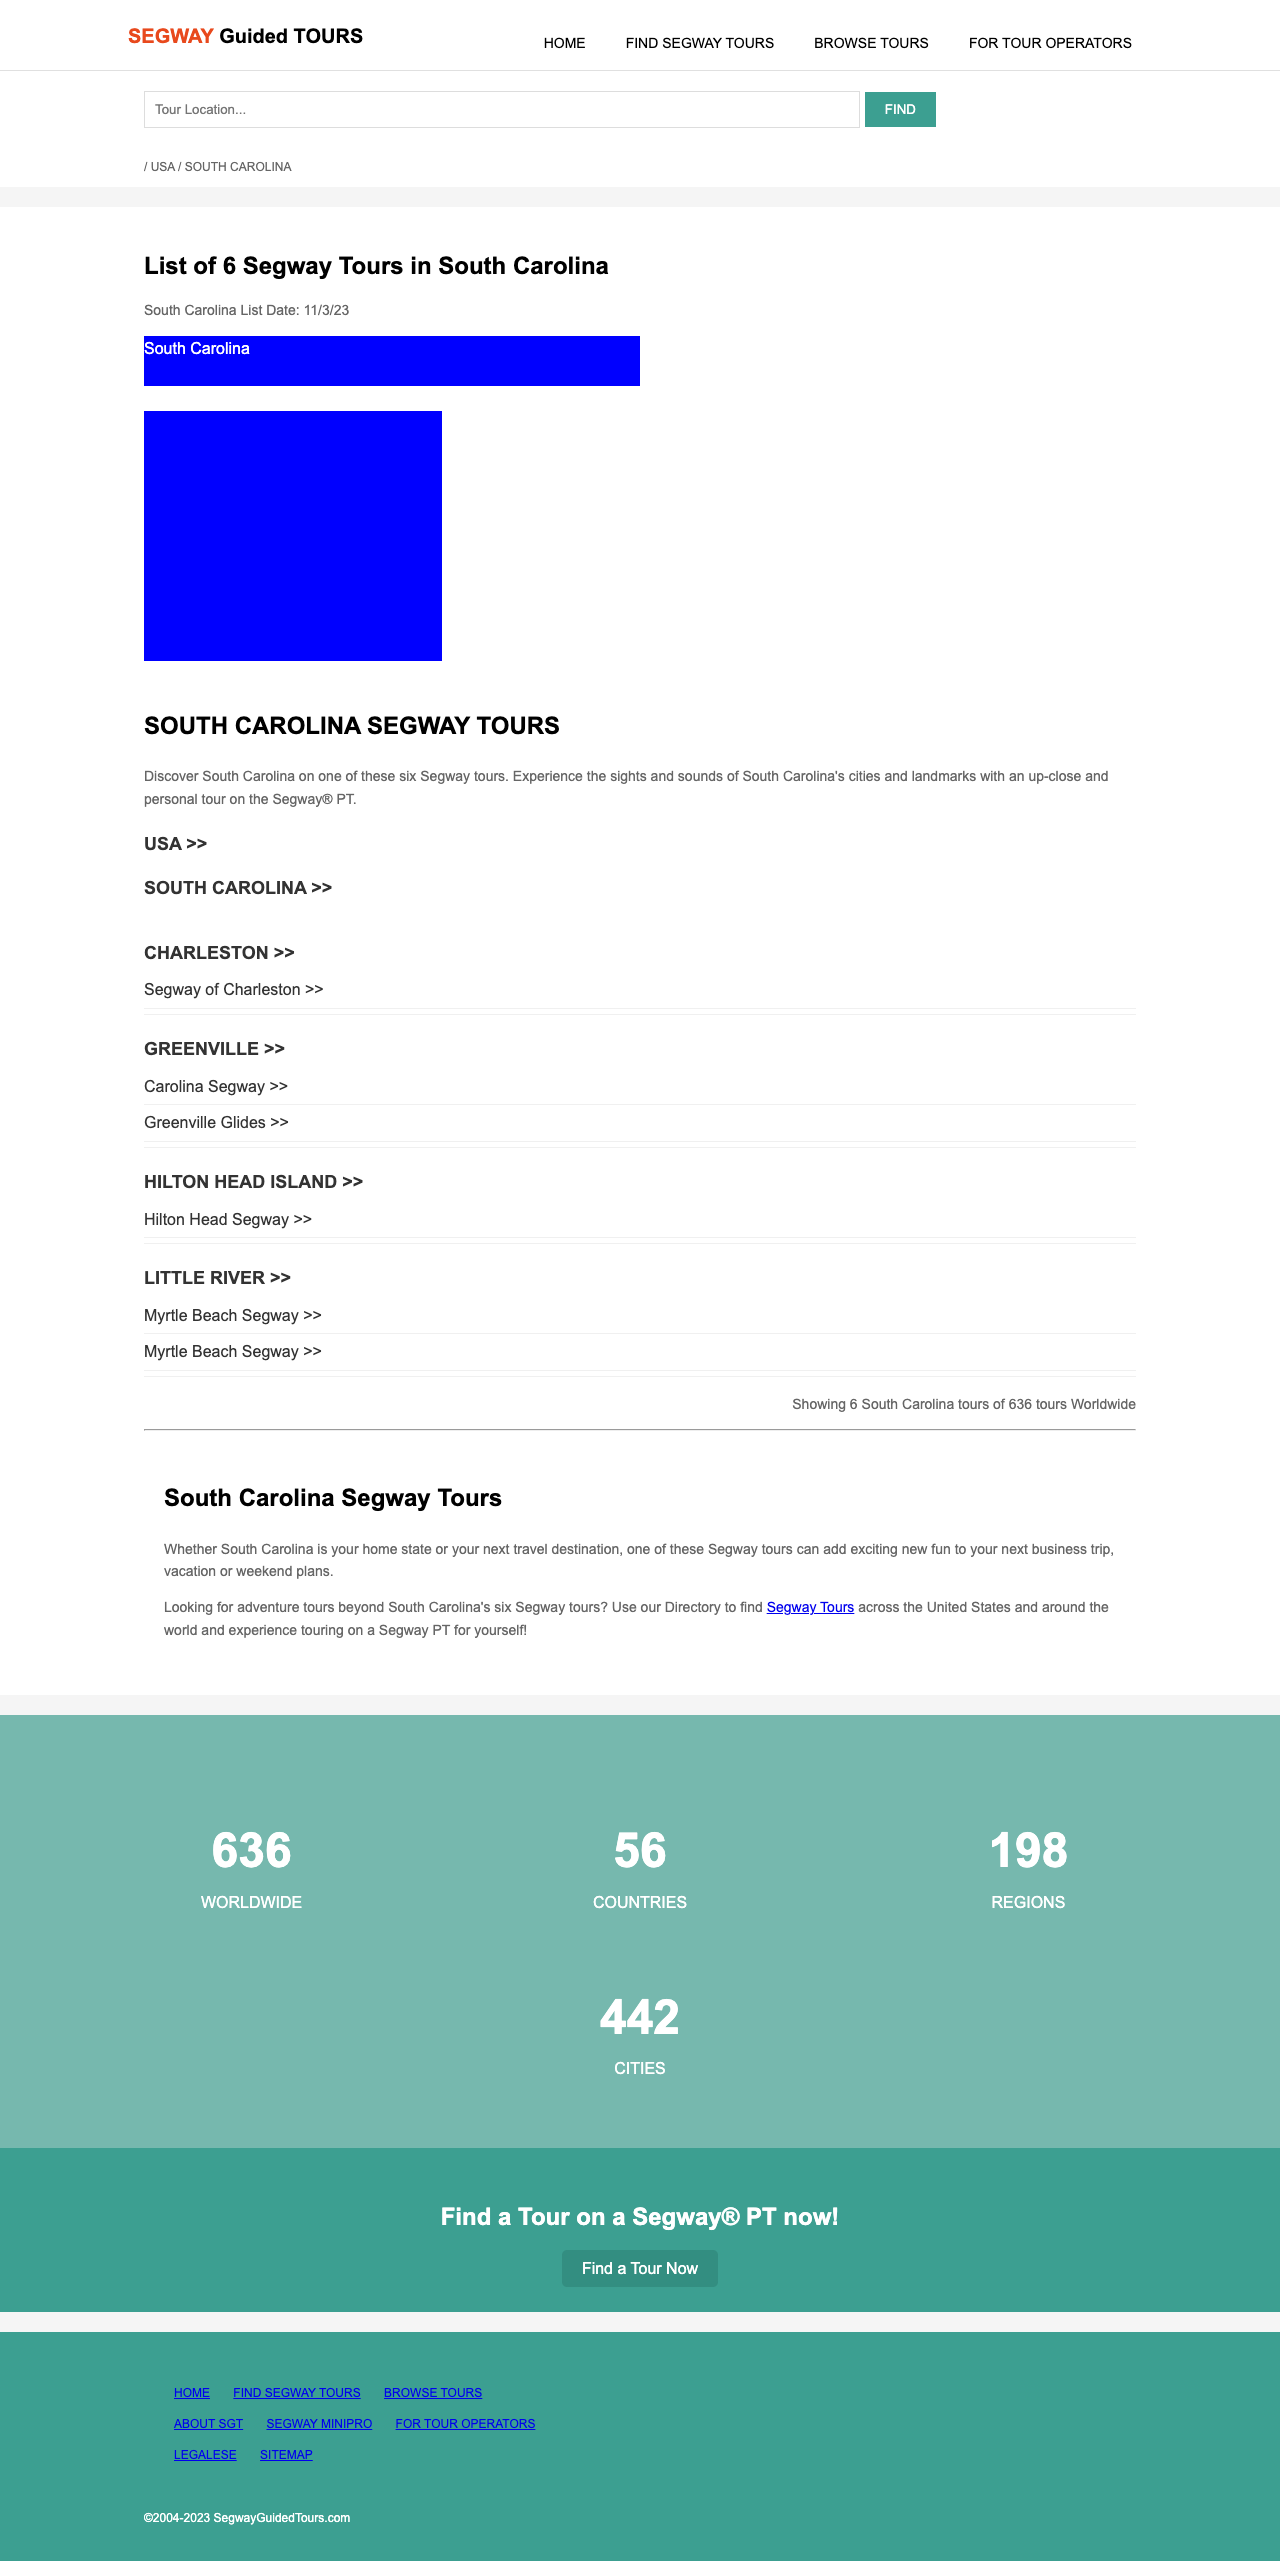 SEGWAY Guided TOURS
HOME
FIND SEGWAY TOURS
BROWSE TOURS
FOR TOUR OPERATORS
Tour Location...
FIND
/ USA / SOUTH CAROLINA
List of 6 Segway Tours in South Carolina
South Carolina List Date: 11/3/23
South Carolina
SOUTH CAROLINA SEGWAY TOURS
Discover South Carolina on one of these six Segway tours. Experience the sights and sounds of South Carolina's cities and landmarks with an up-close and
personal tour on the Segway® PT.
USA >>
SOUTH CAROLINA >>
CHARLESTON >>
Segway of Charleston >>
GREENVILLE >>
Carolina Segway >>
Greenville Glides >>
HILTON HEAD ISLAND >>
Hilton Head Segway >>
LITTLE RIVER >>
Myrtle Beach Segway >>
Myrtle Beach Segway >>
Showing 6 South Carolina tours of 636 tours Worldwide
South Carolina Segway Tours
Whether South Carolina is your home state or your next travel destination, one of these Segway tours can add exciting new fun to your next business trip,
vacation or weekend plans.
Looking for adventure tours beyond South Carolina's six Segway tours? Use our Directory to find Segway Tours across the United States and around the
world and experience touring on a Segway PT for yourself!
636
WORLDWIDE
56
COUNTRIES
198
REGIONS
442
CITIES
Find a Tour on a Segway® PT now!
Find a Tour Now
HOME
FIND SEGWAY TOURS
BROWSE TOURS
ABOUT SGT
SEGWAY MINIPRO
FOR TOUR OPERATORS
LEGALESE
SITEMAP
©2004-2023 SegwayGuidedTours.com